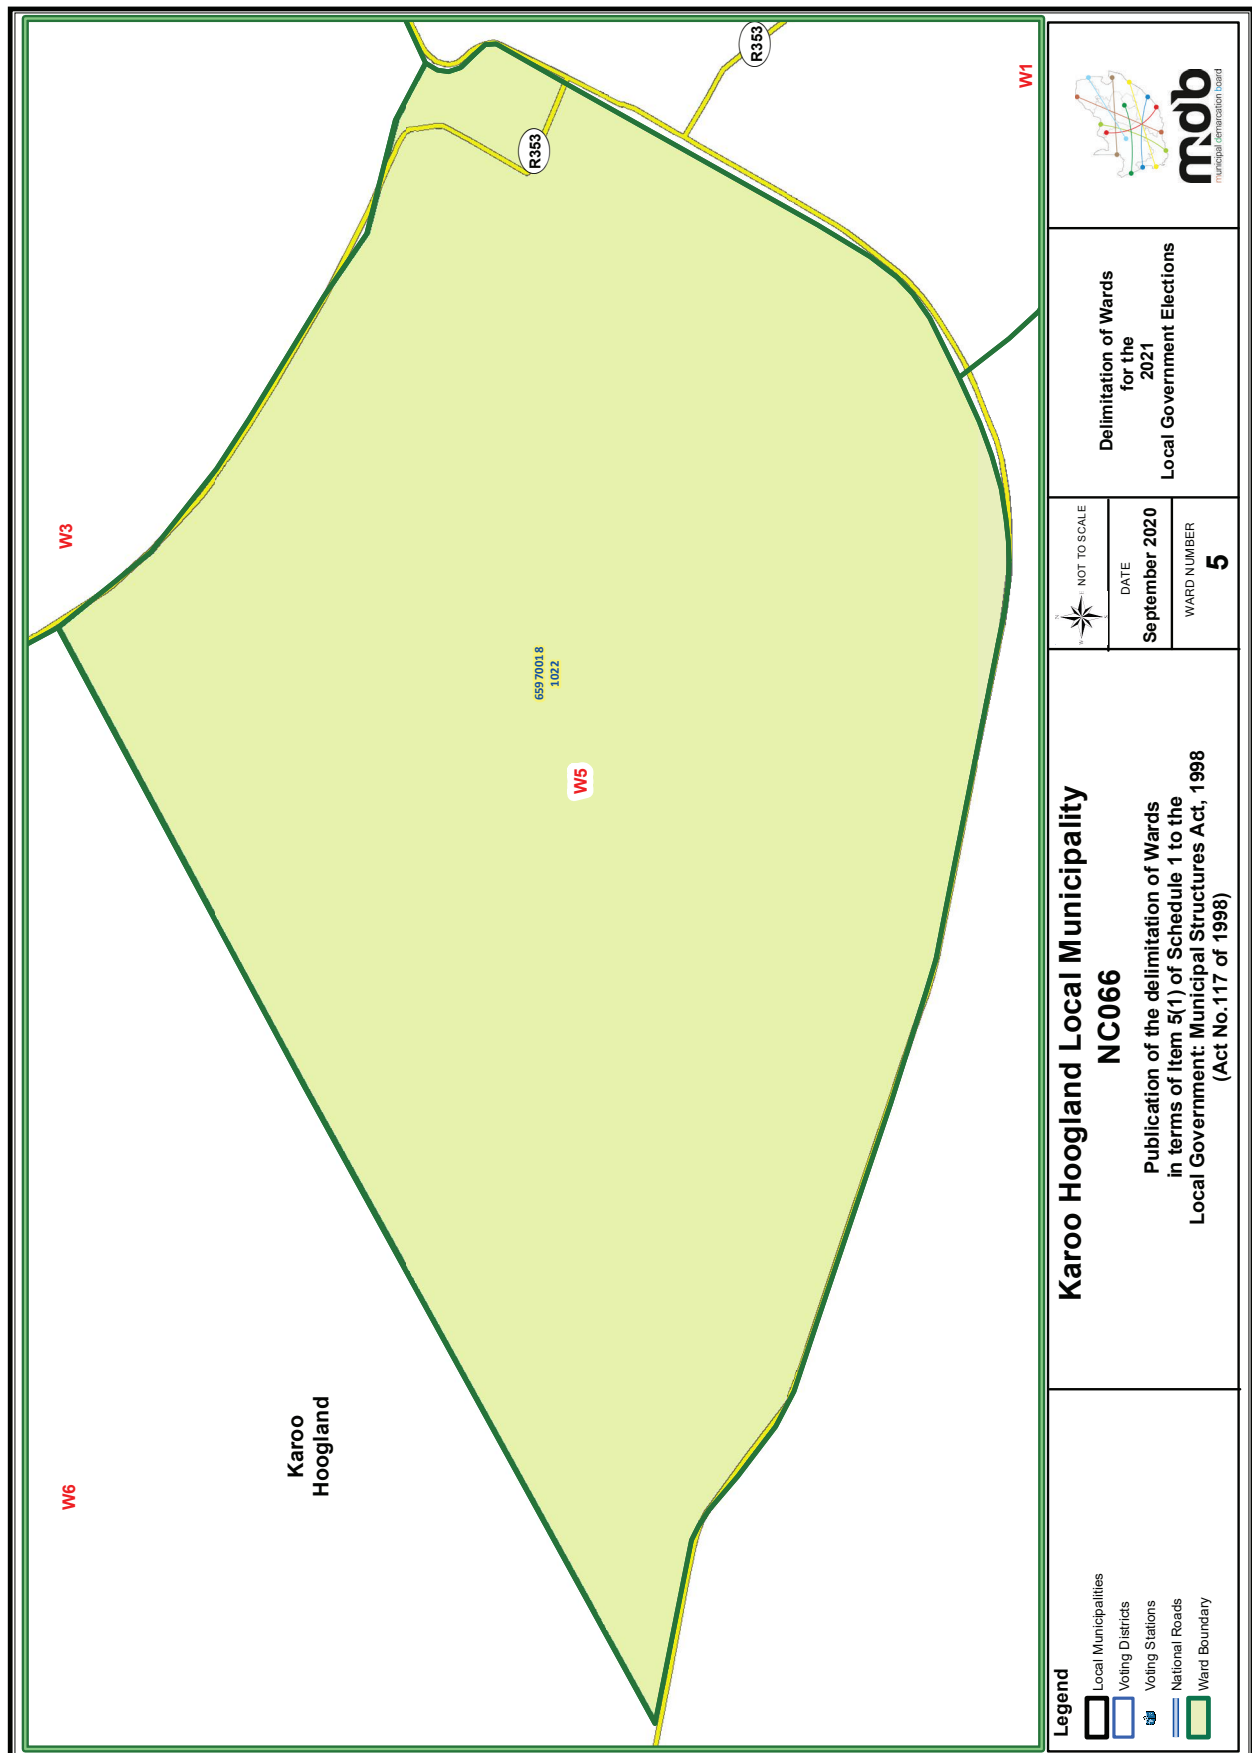 W6
W3
Karoo
Hoogland
R353
65970018
1022
W5
R353
W1
Legend
Local Municipalities
Voting Districts
Voting Stations
National Roads
Ward Boundary
Karoo Hoogland Local Municipality
NC066
Publication of the delimitation of Wards
in terms of Item 5(1) of Schedule 1 to the
Local Government: Municipal Structures Act, 1998
(Act No.117 of 1998)
N
W E
S
NOT TO SCALE
DATE
September 2020
WARD NUMBER
5
Delimitation of Wards
for the
2021
Local Government Elections
mdb
municipal demarcation board